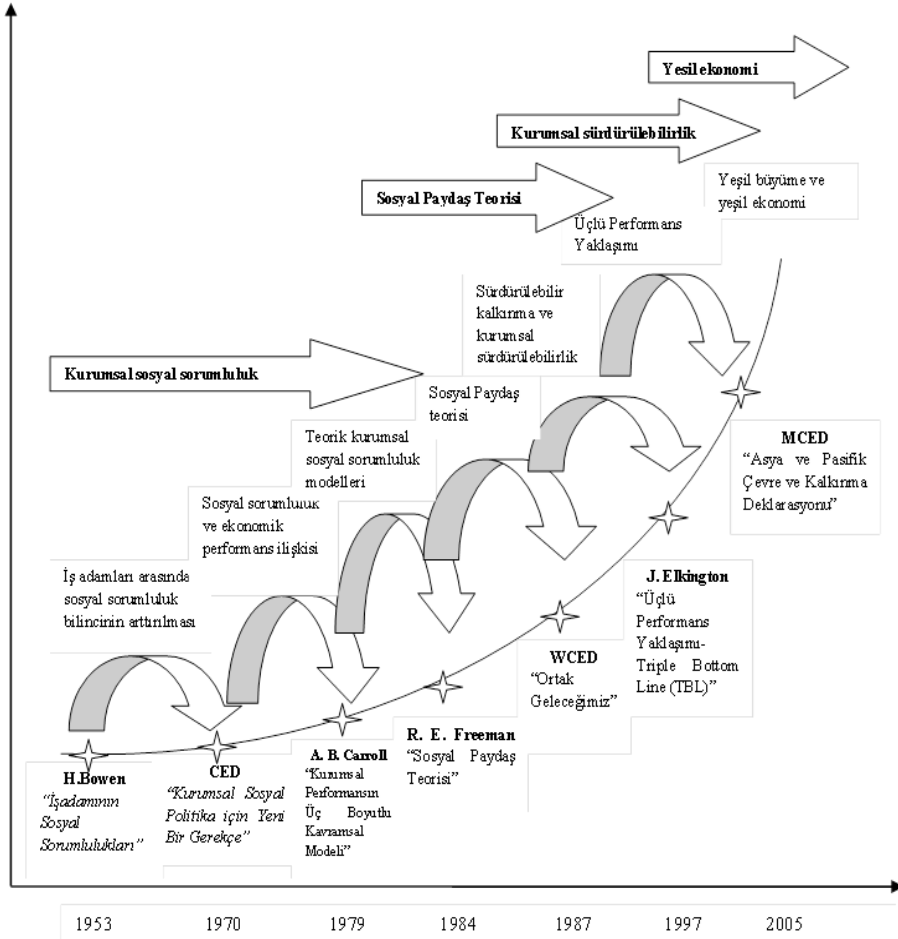 Yesil ekonomi
Kurumsal sürdürülebilirlik
Sosyal Paydaş Teorisi
Yeşil büyüme ve
yeşil ekonomi
Üçlü Performans
Yaklaşımı
Sürdürülebilir
kalkınma ve
kurumsal
sürdürülebilirlik
Kurumsal sosyal sorumluluk
Sosyal Paydaş
teorisi
Teorik kurumsal
sosyal sorumluluk
modelleri
Sosyal sorumluluk
ve ekonomik
performans ilişkisi
İş adamları arasında
sosyal sorumluluk
bilincinin arttırılması
MCED
“Asya ve Pasifik
Çevre ve Kalkınma
Deklarasyonu”
J. Elkington
“Üçlü
Performans
Yaklaşımı-
Triple Bottom
Line (TBL)”
WCED
“Ortak
Geleceğimiz”
R. E. Freeman
“Sosyal Paydaş
Teorisi”
A. B. Carroll
“Kurumsal
Performansın
Üç Boyutlu
Kavramsal
Modeli”
CED
“Kurumsal Sosyal
Politika için Yeni
Bir Gerekçe”
H.Bowen
“İşadamının
Sosyal
Sorumlulukları”
1953 1970 1979 1984 1987 1997 2005